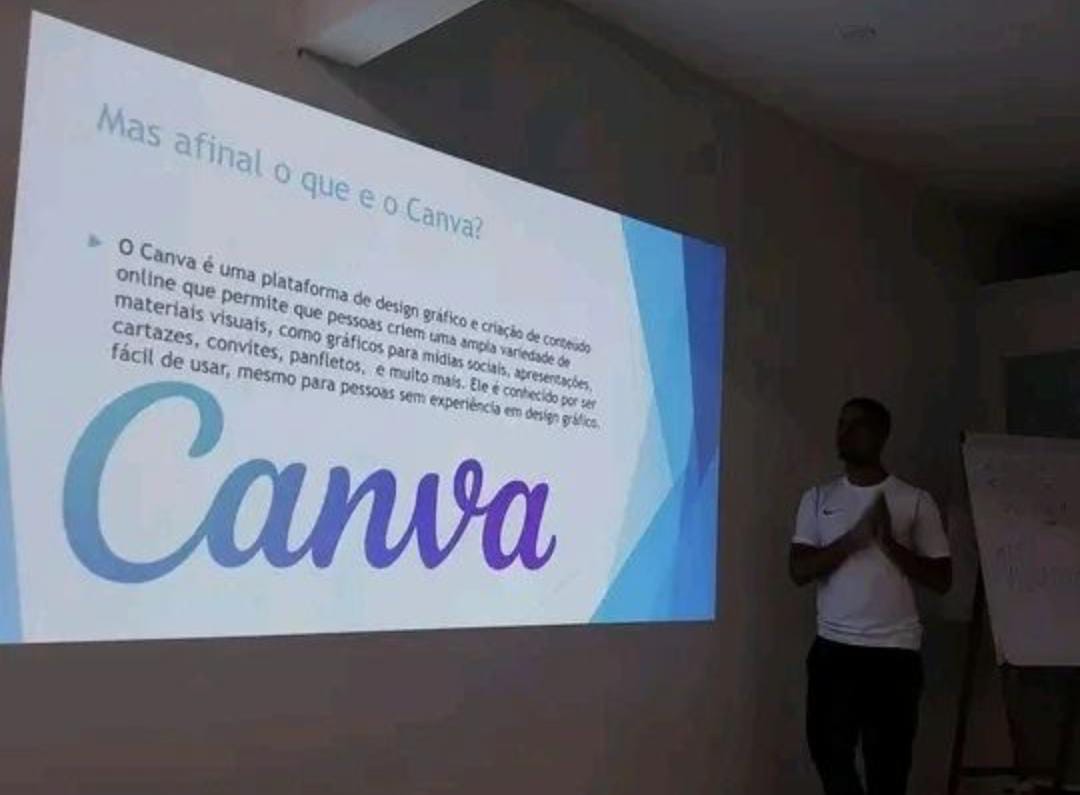 Mas afinal o que e o Canva?
O Canva é uma plataforma de design gráfico e criação de conteúdo
online que permite que pessoas criem uma ampla variedade de
materiais visuais, como gráficos para mídias sociais, apresentações,
cartazes, convites, panfletos, e muito mais. Ele é conhecido por ser
fácil de usar, mesmo para pessoas sem experiência em design gráfico.
Canva